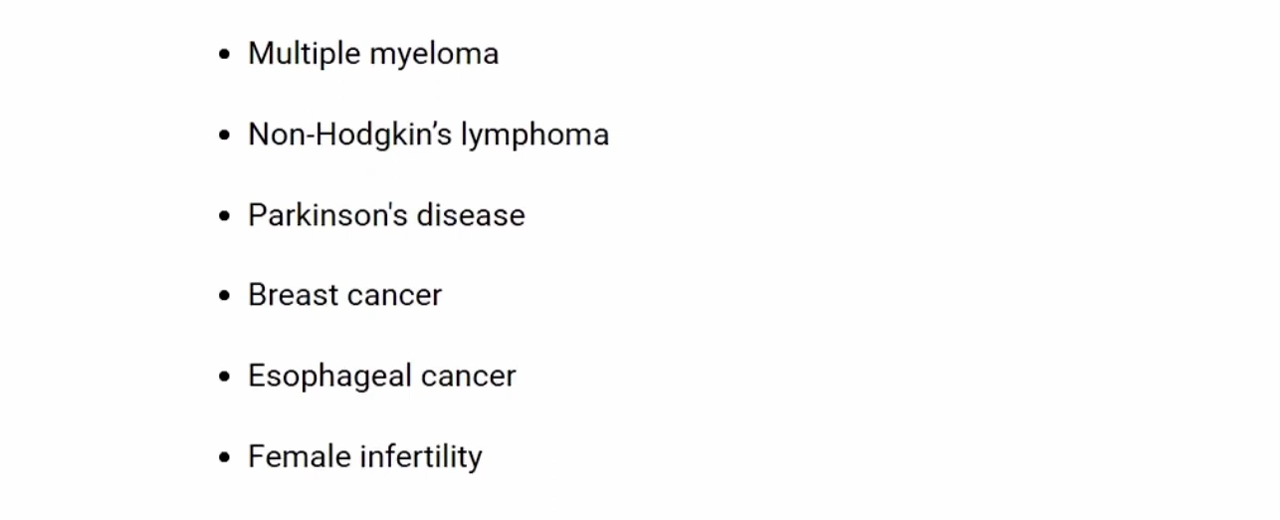 • Multiple myeloma
• Non-Hodgkin’s lymphoma
• Parkinson's disease
• Breast cancer
• Esophageal cancer
• Female infertility